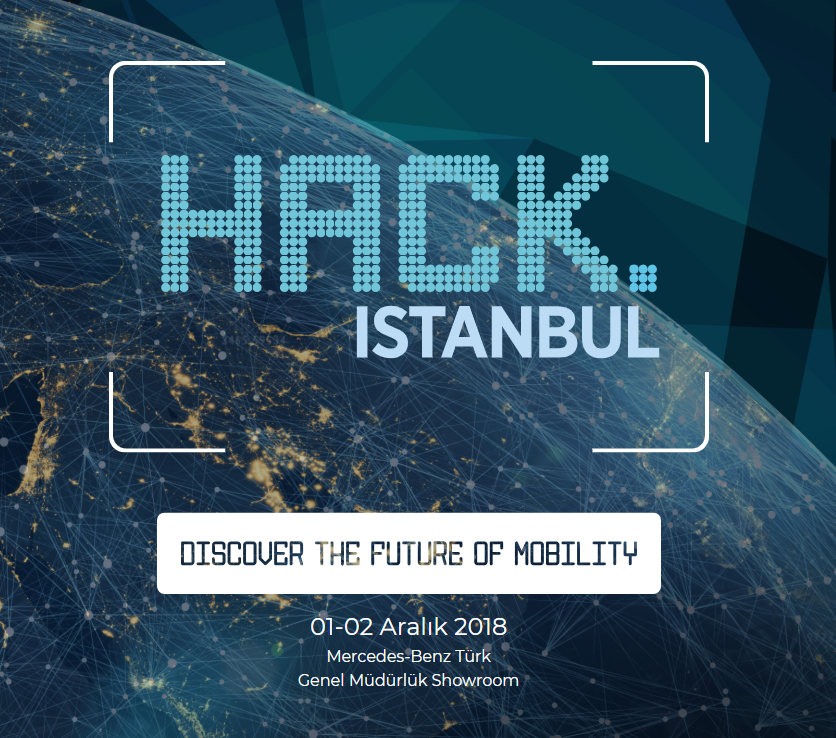 HACK.
ISTANBUL
DISCOVER THE FUTURE OF MOBILITY
01-02 Aralık 2018
Mercedes-Benz Türk
Genel Müdürlük Showroom